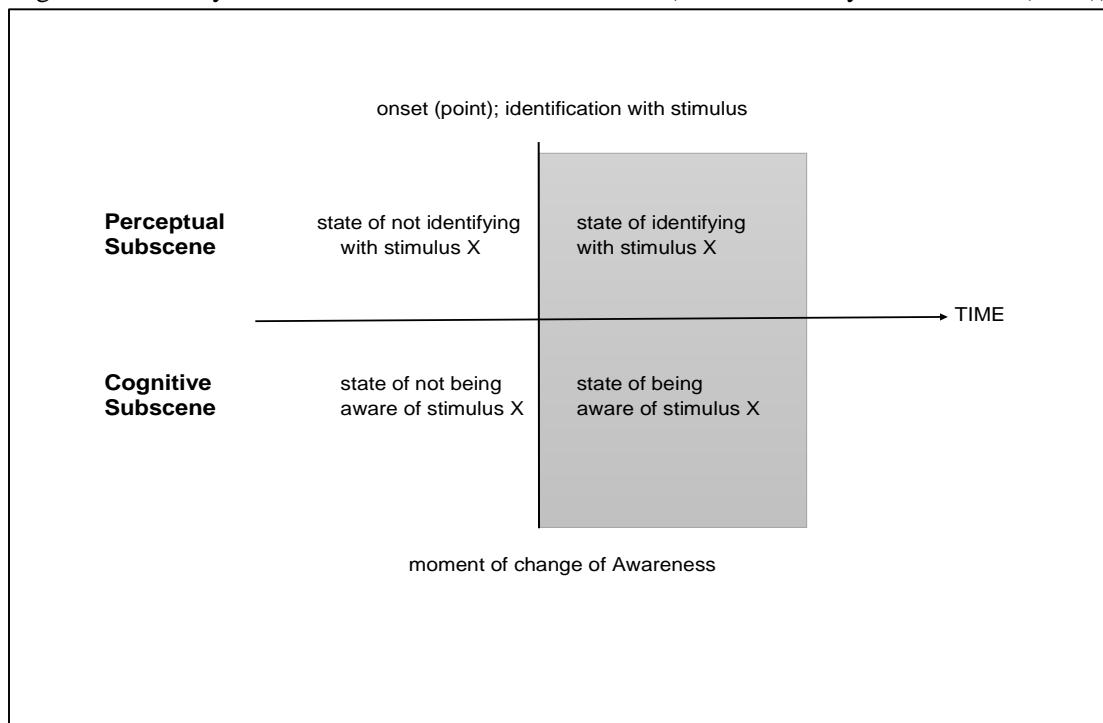 onset (point); identification with stimulus
Perceptual
Subscene
state of not identifying
with stimulus X
state of identifying
with stimulus X
TIME
Cognitive
Subscene
state of not being
aware of stimulus X
state of being
aware of stimulus X
moment of change of Awareness